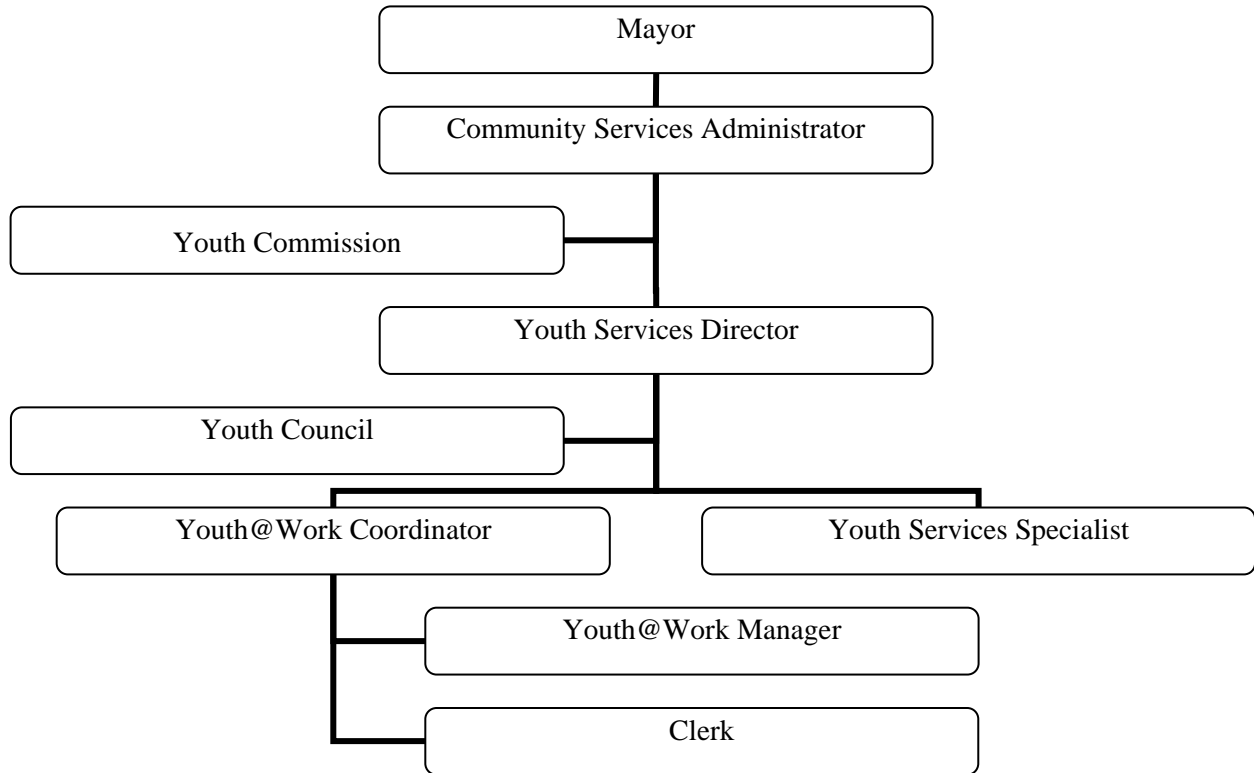 Mayor
Community Services Administrator
Youth Commission
Youth Services Director
Youth Council
Youth@Work Coordinator
Youth Services Specialist
Youth@Work Manager
Clerk